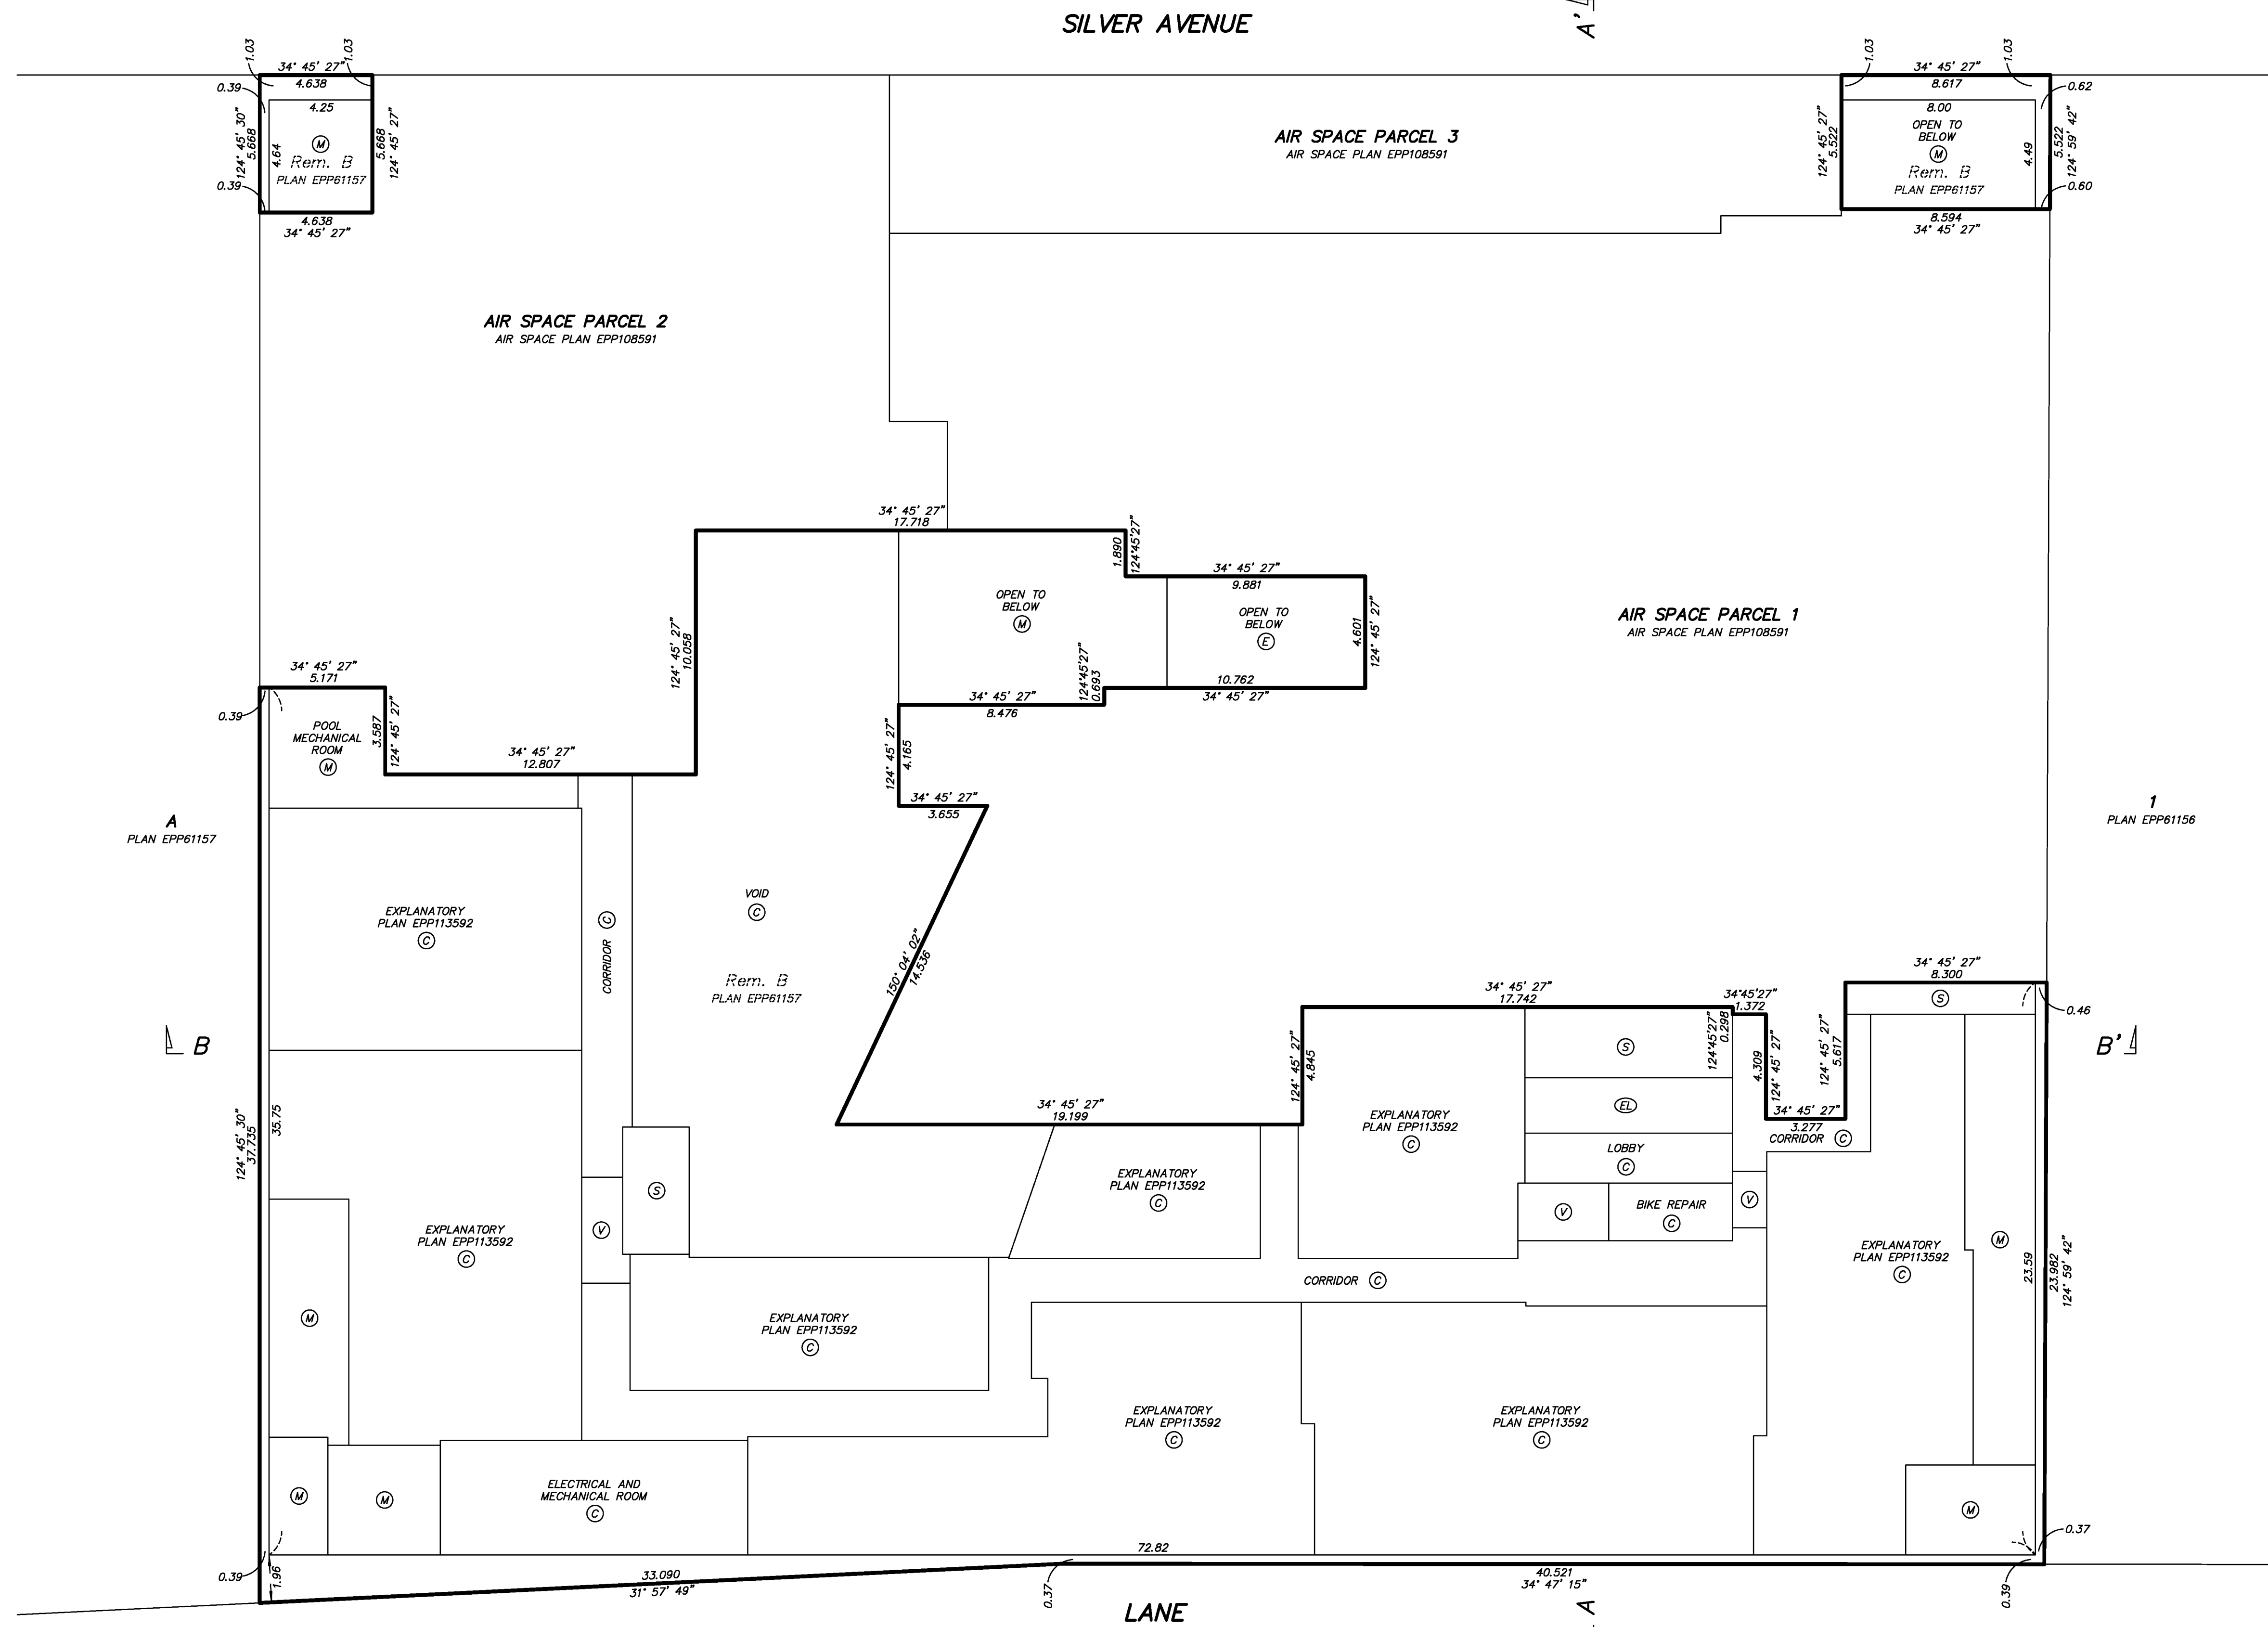 SILVER AVENUE
A'
1.03
34° 45' 27"
1.03
4.638
0.39
4.25
124° 45' 30"
5.668
4.64
M
Rem. B
PLAN EPP61157
5.668
124° 45' 27"
0.39
4.638
34° 45' 27"
AIR SPACE PARCEL 3
AIR SPACE PLAN EPP108591
1.03
34° 45' 27"
1.03
8.617
0.62
8.00
OPEN TO
BELOW
M
Rem. B
PLAN EPP61157
124° 45' 27"
5.522
4.49
5.522
124° 59' 42"
0.60
8.594
34° 45' 27"
AIR SPACE PARCEL 2
AIR SPACE PLAN EPP108591
34° 45' 27"
17.718
1.890
124°45'27"
34° 45' 27"
9.881
OPEN TO
BELOW
M
OPEN TO
BELOW
E
4.601
124° 45' 27"
AIR SPACE PARCEL 1
AIR SPACE PLAN EPP108591
124° 45' 27"
10.058
124°45'27"
0.693
10.762
34° 45' 27"
34° 45' 27"
8.476
34° 45' 27"
5.171
0.39
POOL
MECHANICAL
ROOM
M
3.587
124° 45' 27"
34° 45' 27"
12.807
124° 45' 27"
4.165
34° 45' 27"
3.655
A
PLAN EPP61157
1
PLAN EPP61156
EXPLANATORY
PLAN EPP113592
C
CORRIDOR C
VOID
C
Rem. B
PLAN EPP61157
150° 04' 02"
14.536
34° 45' 27"
8.300
S
0.46
34° 45' 27"
17.742
34°45'27"
1.372
124°45'27"
0.298
4.309
124° 45' 27"
124° 45' 27"
5.617
B
B'
S
124° 45' 27"
4.845
34° 45' 27"
19.199
EL
34° 45' 27"
3.277
CORRIDOR C
EXPLANATORY
PLAN EPP113592
C
LOBBY
C
124° 45' 30"
37.735
35.75
EXPLANATORY
PLAN EPP113592
C
S
V
EXPLANATORY
PLAN EPP113592
C
V
BIKE REPAIR
C
V
EXPLANATORY
PLAN EPP113592
C
M
23.59
23.982
124° 59' 42"
CORRIDOR C
M
EXPLANATORY
PLAN EPP113592
C
EXPLANATORY
PLAN EPP113592
C
EXPLANATORY
PLAN EPP113592
C
M
M
ELECTRICAL AND
MECHANICAL ROOM
C
M
0.37
72.82
0.39
1.96
33.090
31° 57' 49"
0.37
40.521
34° 47' 15"
0.39
LANE
A